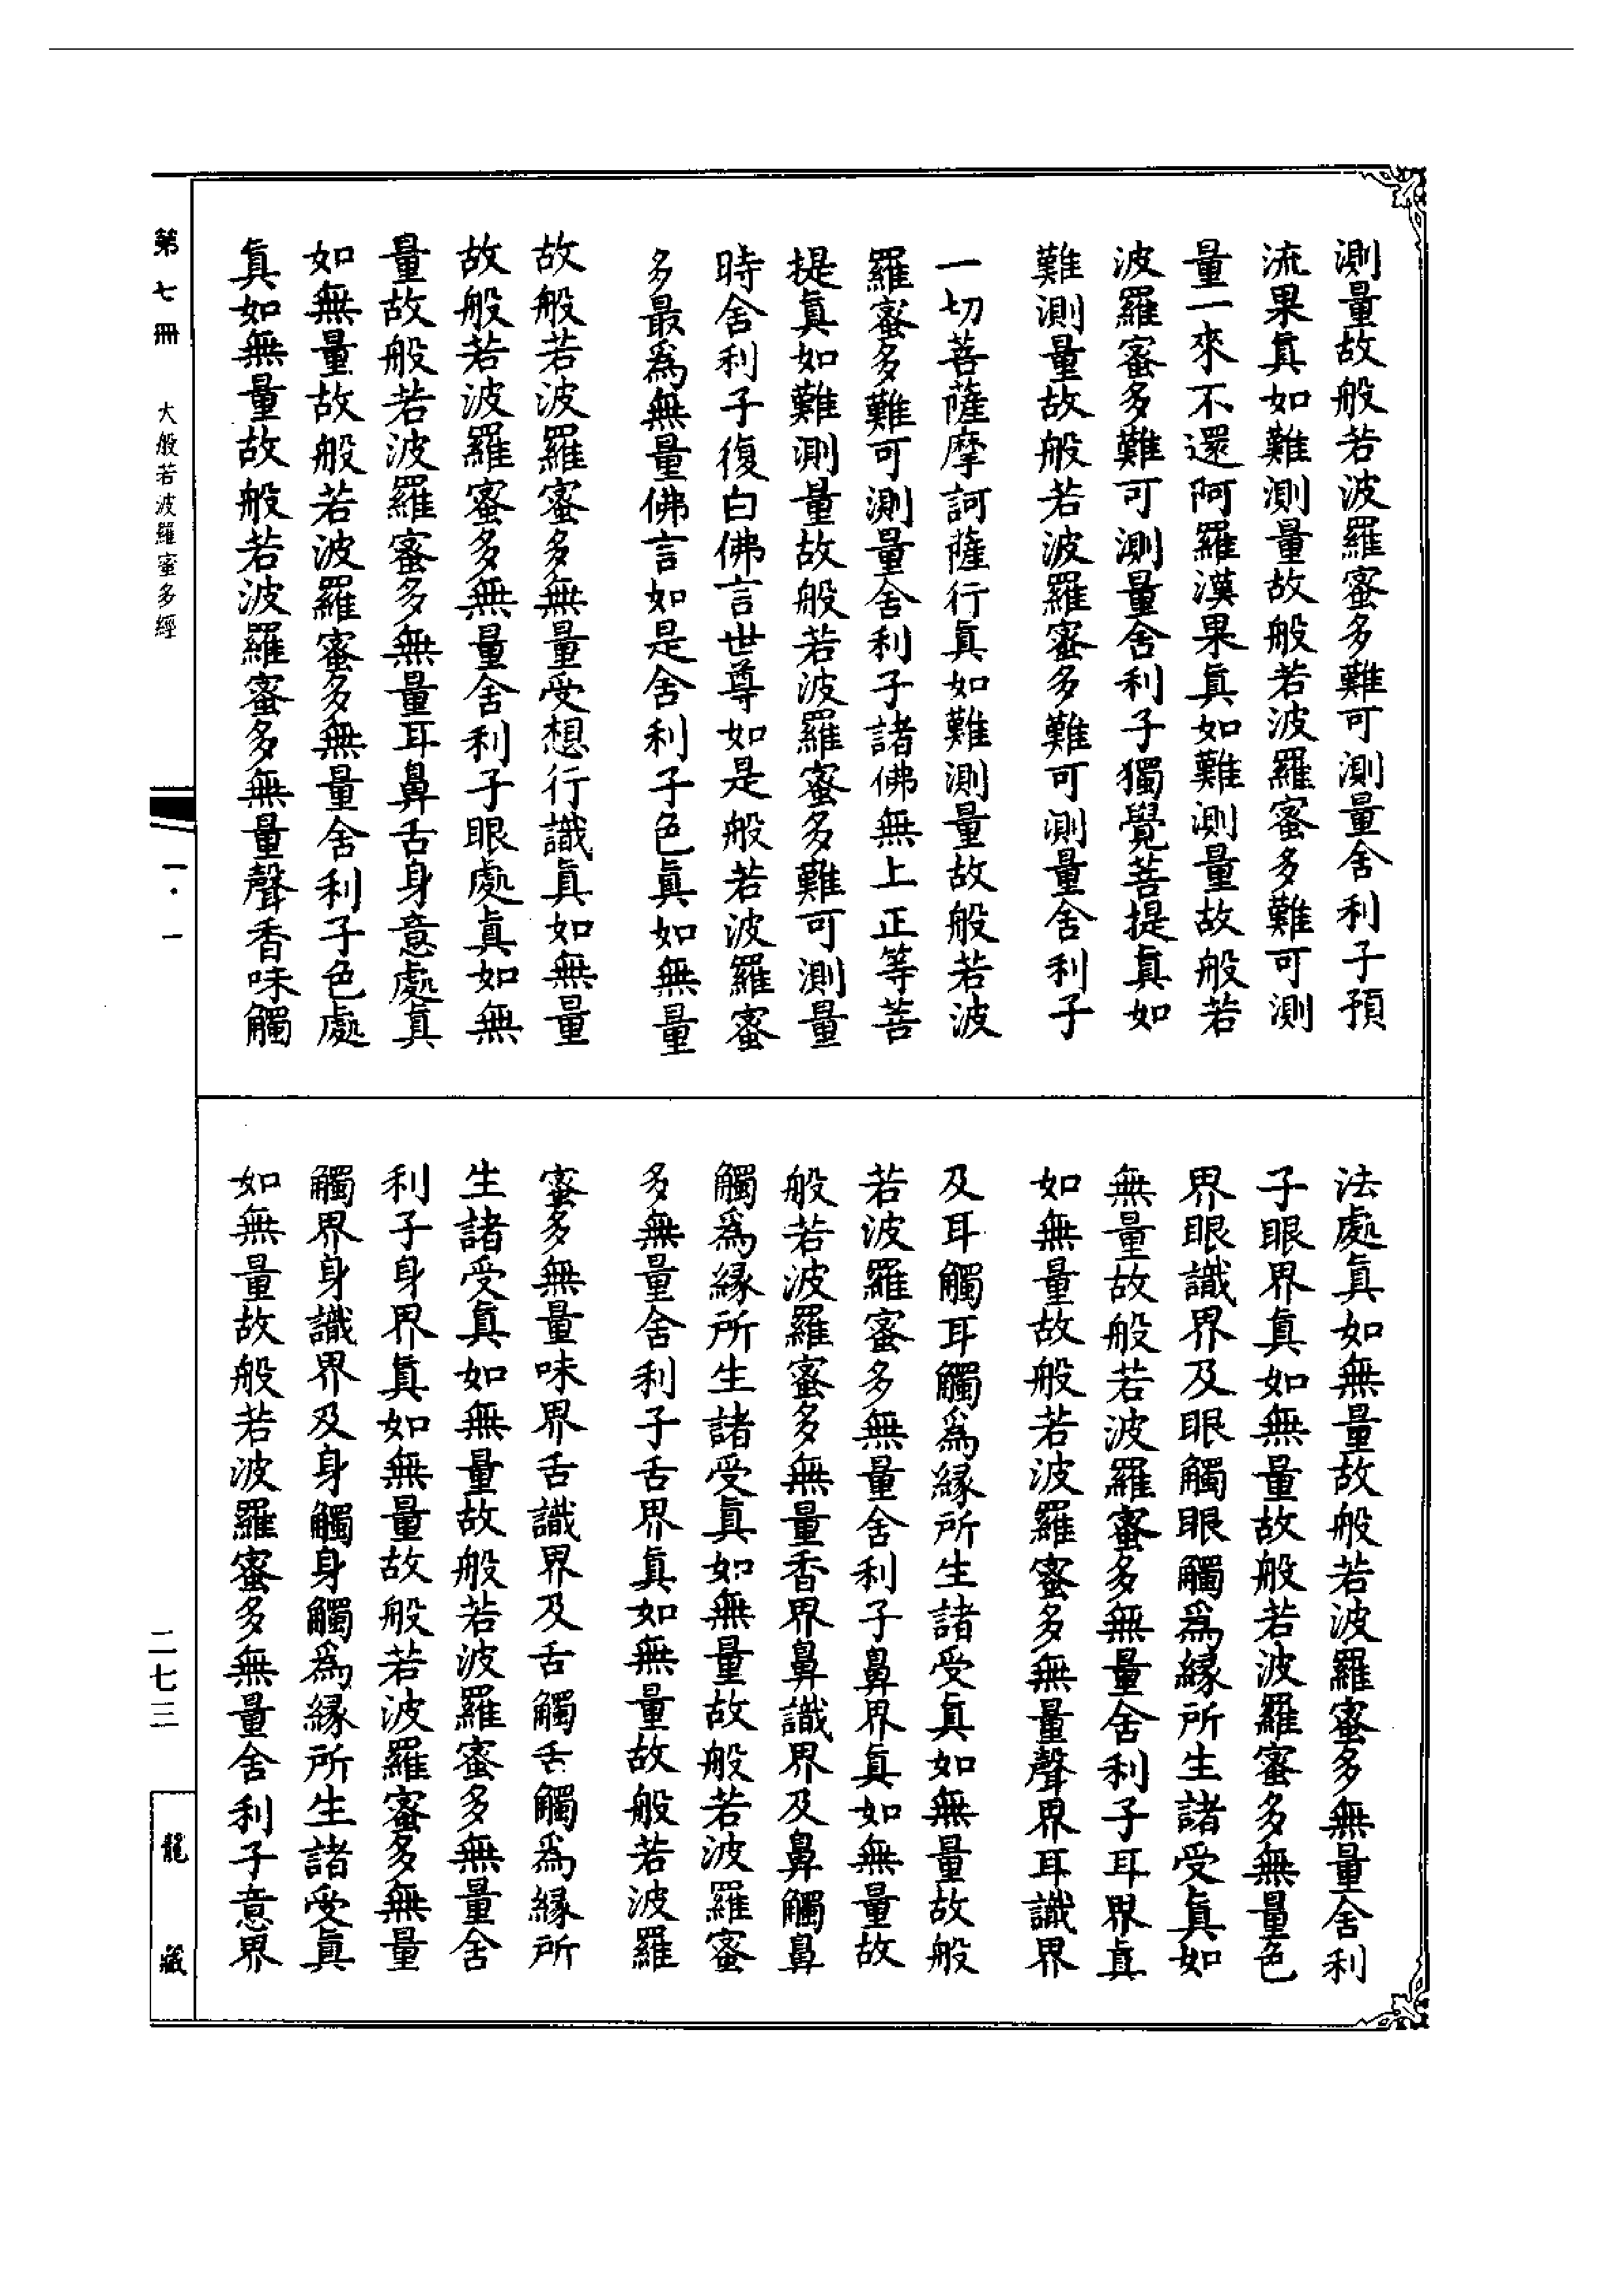 測量故般若波羅蜜多難可測量舍利子預
流果真如難測量故般若波羅蜜多難可測
量一來不還阿羅漢果真如難測量故般若
波羅蜜多難可測量舍利子獨覺菩提真如
難測量故般若波羅蜜多難可測量舍利子
一切菩薩摩訶薩行真如難測量故般若波
羅蜜多難可測量舍利子諸佛無上正等菩
提真如難測量故般若波羅蜜多難可測量
時舍利子復白佛言世尊如是般若波羅蜜
多最為無量佛言如是舍利子色真如無量
故般若波羅蜜多無量受想行識真如無量
故般若波羅蜜多無量舍利子眼處真如無
量故般若波羅蜜多無量耳鼻舌身意處真
如無量故般若波羅蜜多無量舍利子色處
真如無量故般若波羅蜜多無量聲香味觸
法處真如無量故般若波羅蜜多無量舍利
子眼界真如無量故般若波羅蜜多無量色
界眼識界及眼觸眼觸為緣所生諸受真如
無量故般若波羅蜜多無量舍利子耳界真
如無量故般若波羅蜜多無量聲界耳識界
及耳觸耳觸為緣所生諸受真如無量故般
若波羅蜜多無量舍利子鼻界真如無量故
般若波羅蜜多無量香界鼻識界及鼻觸鼻
觸為緣所生諸受真如無量故般若波羅蜜
多無量舍利子舌界真如無量故般若波羅
蜜多無量味界舌識界及舌觸舌觸為緣所
生諸受真如無量故般若波羅蜜多無量舍
利子身界真如無量故般若波羅蜜多無量
觸界身識界及身觸身觸為緣所生諸受真
如無量故般若波羅蜜多無量舍利子意界
第七冊 大般若波羅蜜多經
一·一
二七三
龍藏